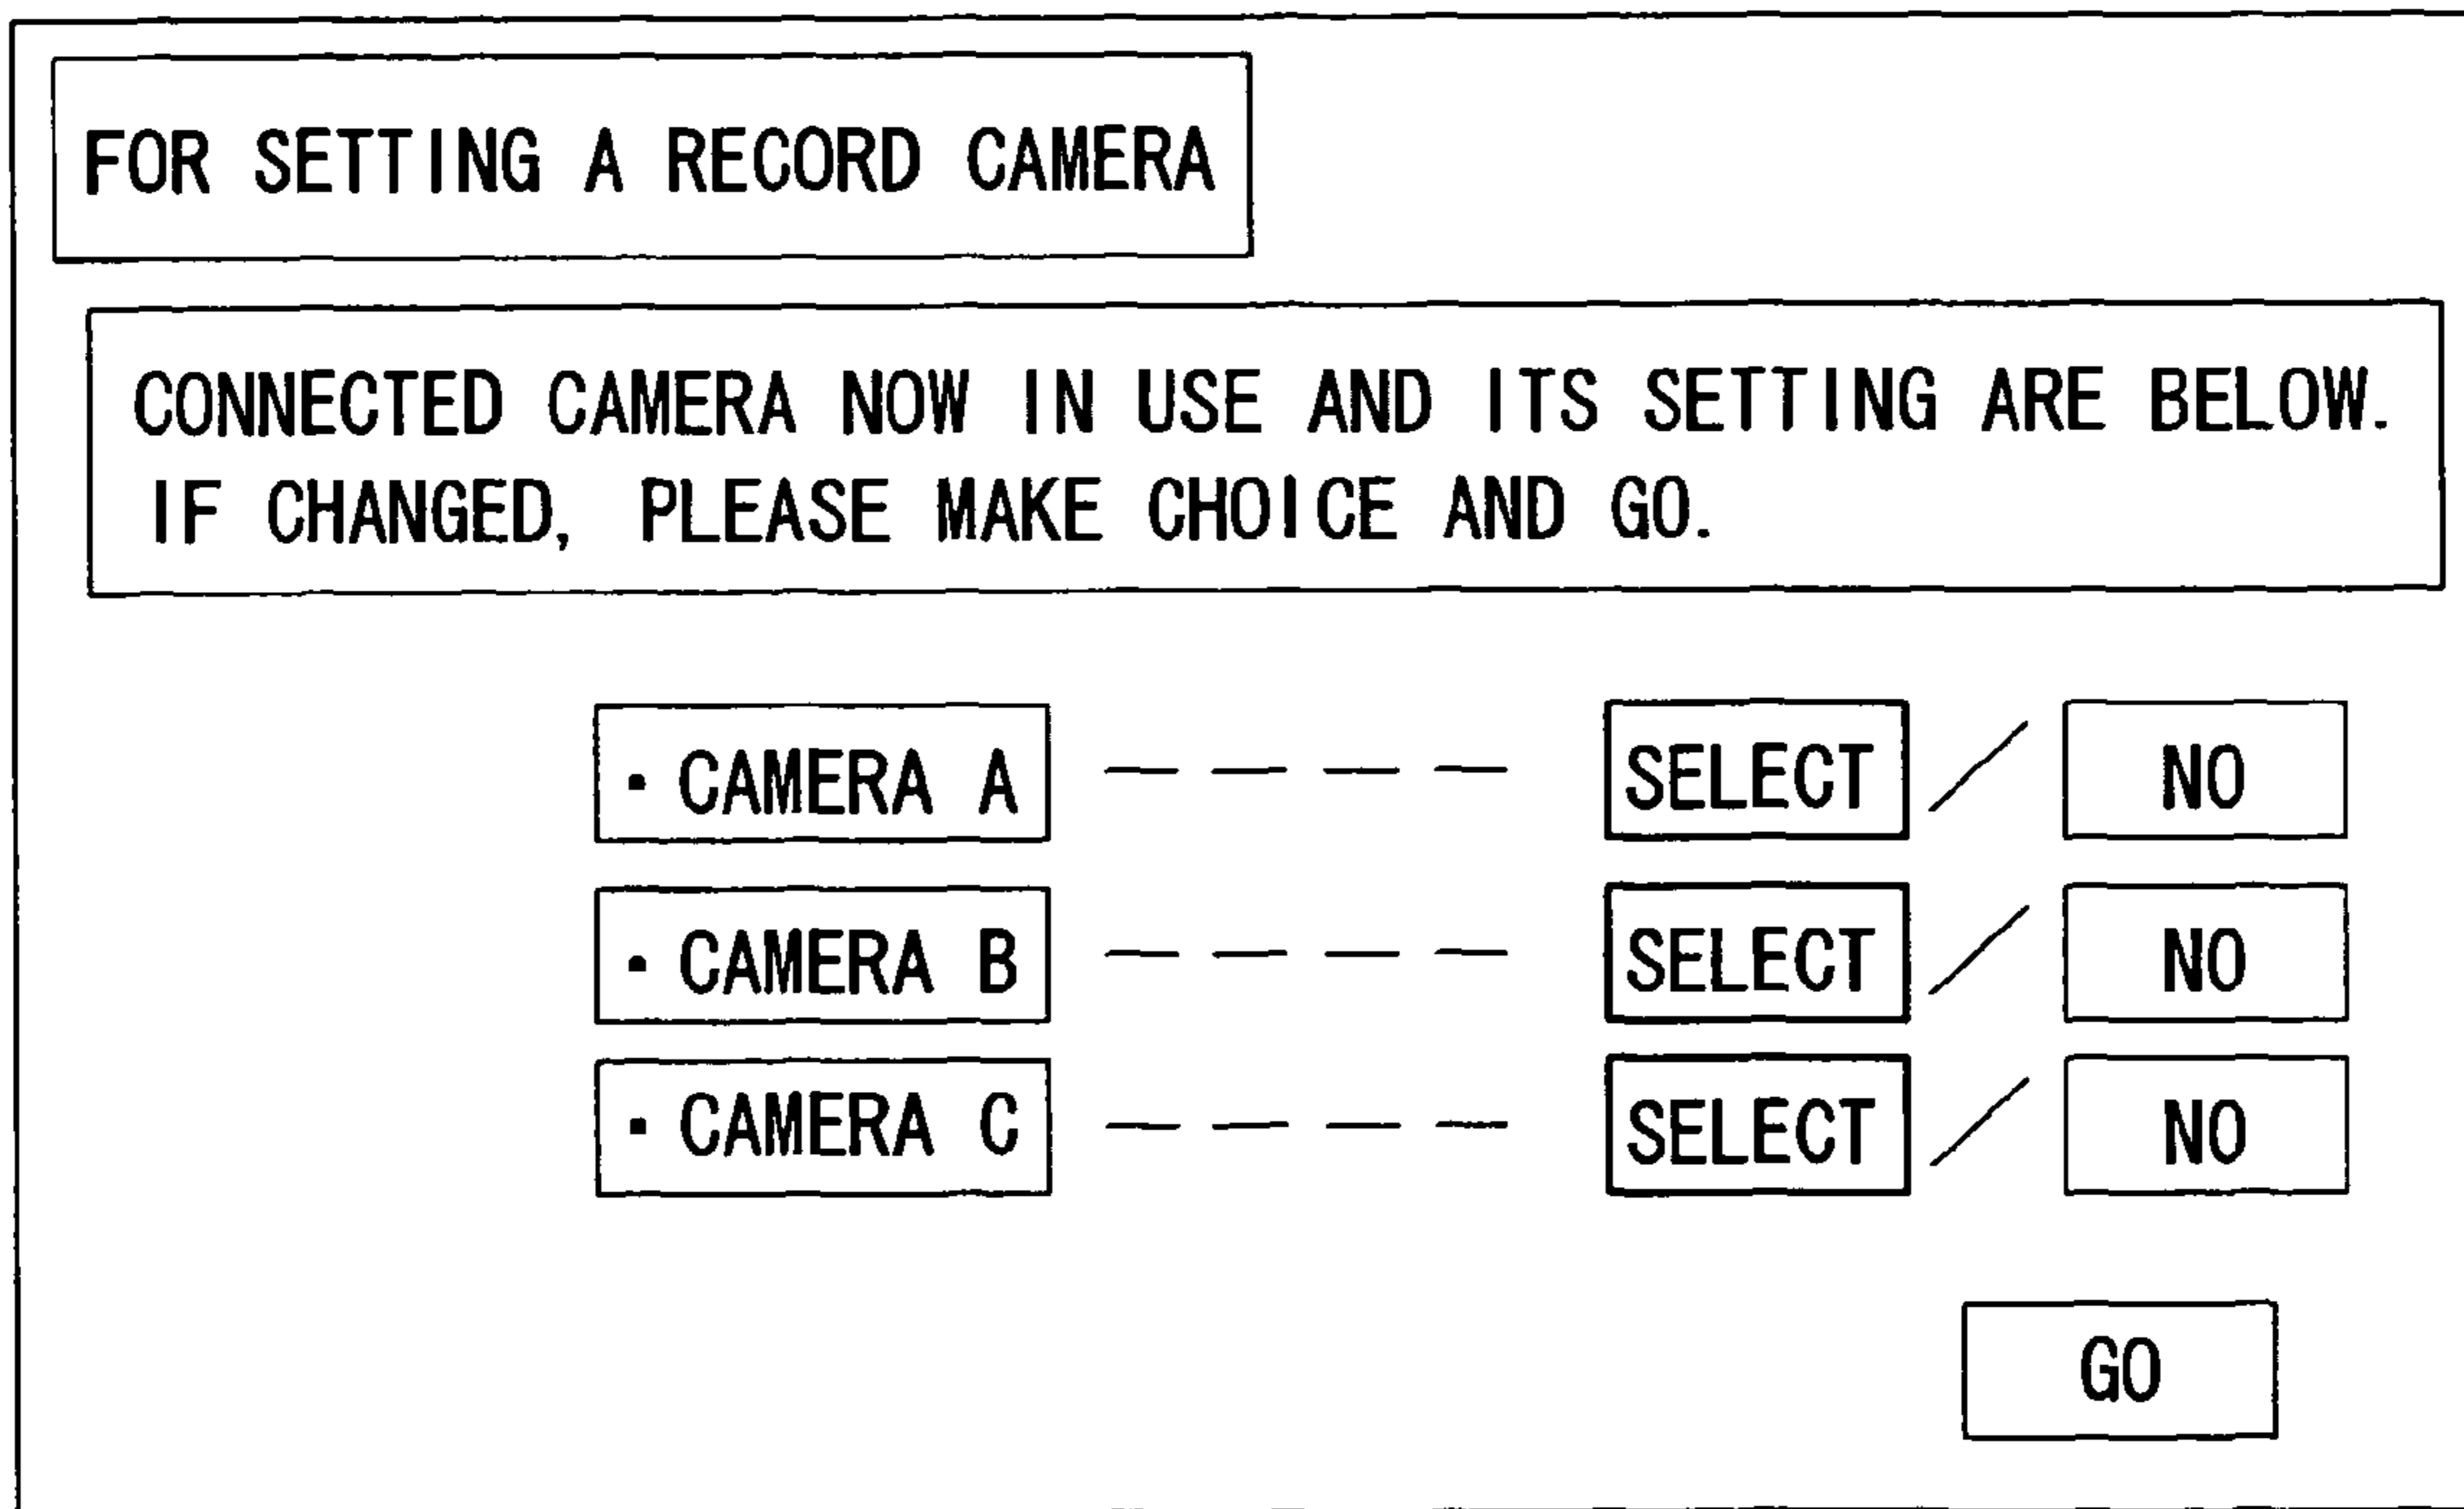 FOR SETTING A RECORD CAMERA
CONNECTED CAMERA NOW IN USE AND ITS SETTING ARE BELOW.
IF CHANGED, PLEASE MAKE CHOICE AND GO.
・CAMERA A ———— SELECT / NO
・CAMERA B ———— SELECT / NO
・CAMERA C ———— SELECT / NO
GO